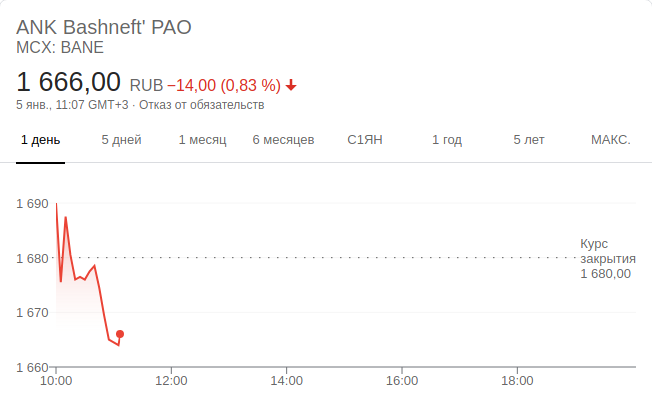 ANK Bashneft' PAO
MCX: BANE
1 666,00 RUB −14,00 (0,83 %)
5 янв., 11:07 GMT+3 · Отказ от обязательств
1 день 5 дней 1 месяц 6 месяцев С1ЯН 1 год 5 лет МАКС.
1 690
Курс
1 680 закрытия
1 680,00
1 670
1 660
10:00 12:00 14:00 16:00 18:00